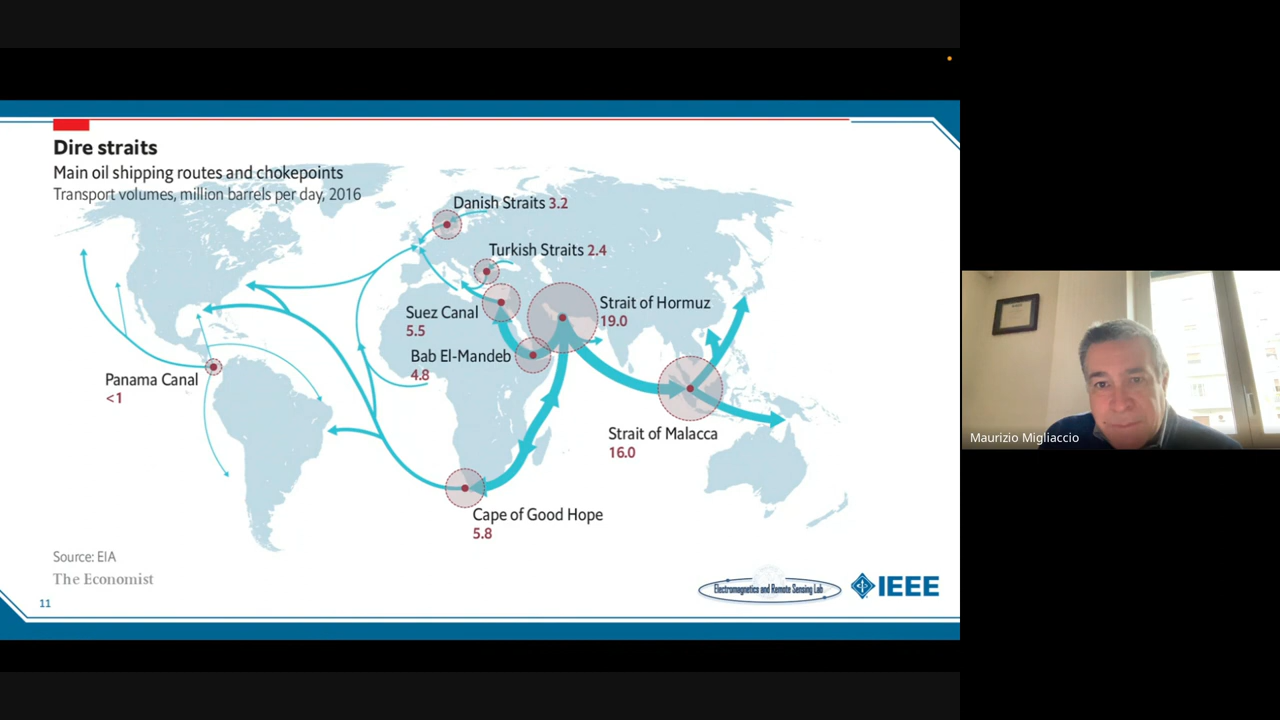 Dire straits
Main oil shipping routes and chokepoints
Transport volumes, million barrels per day, 2016
Danish Straits 3.2
Turkish Straits 2.4
Strait of Hormuz
19.0
Suez Canal
5.5
Bab El-Mandeb
4.8
Panama Canal
<1
Strait of Malacca
16.0
Cape of Good Hope
5.8
Source: EIA
The Economist
11
Electromagnetics and Remote Sensing Lab
IEEE
Maurizio Migliaccio